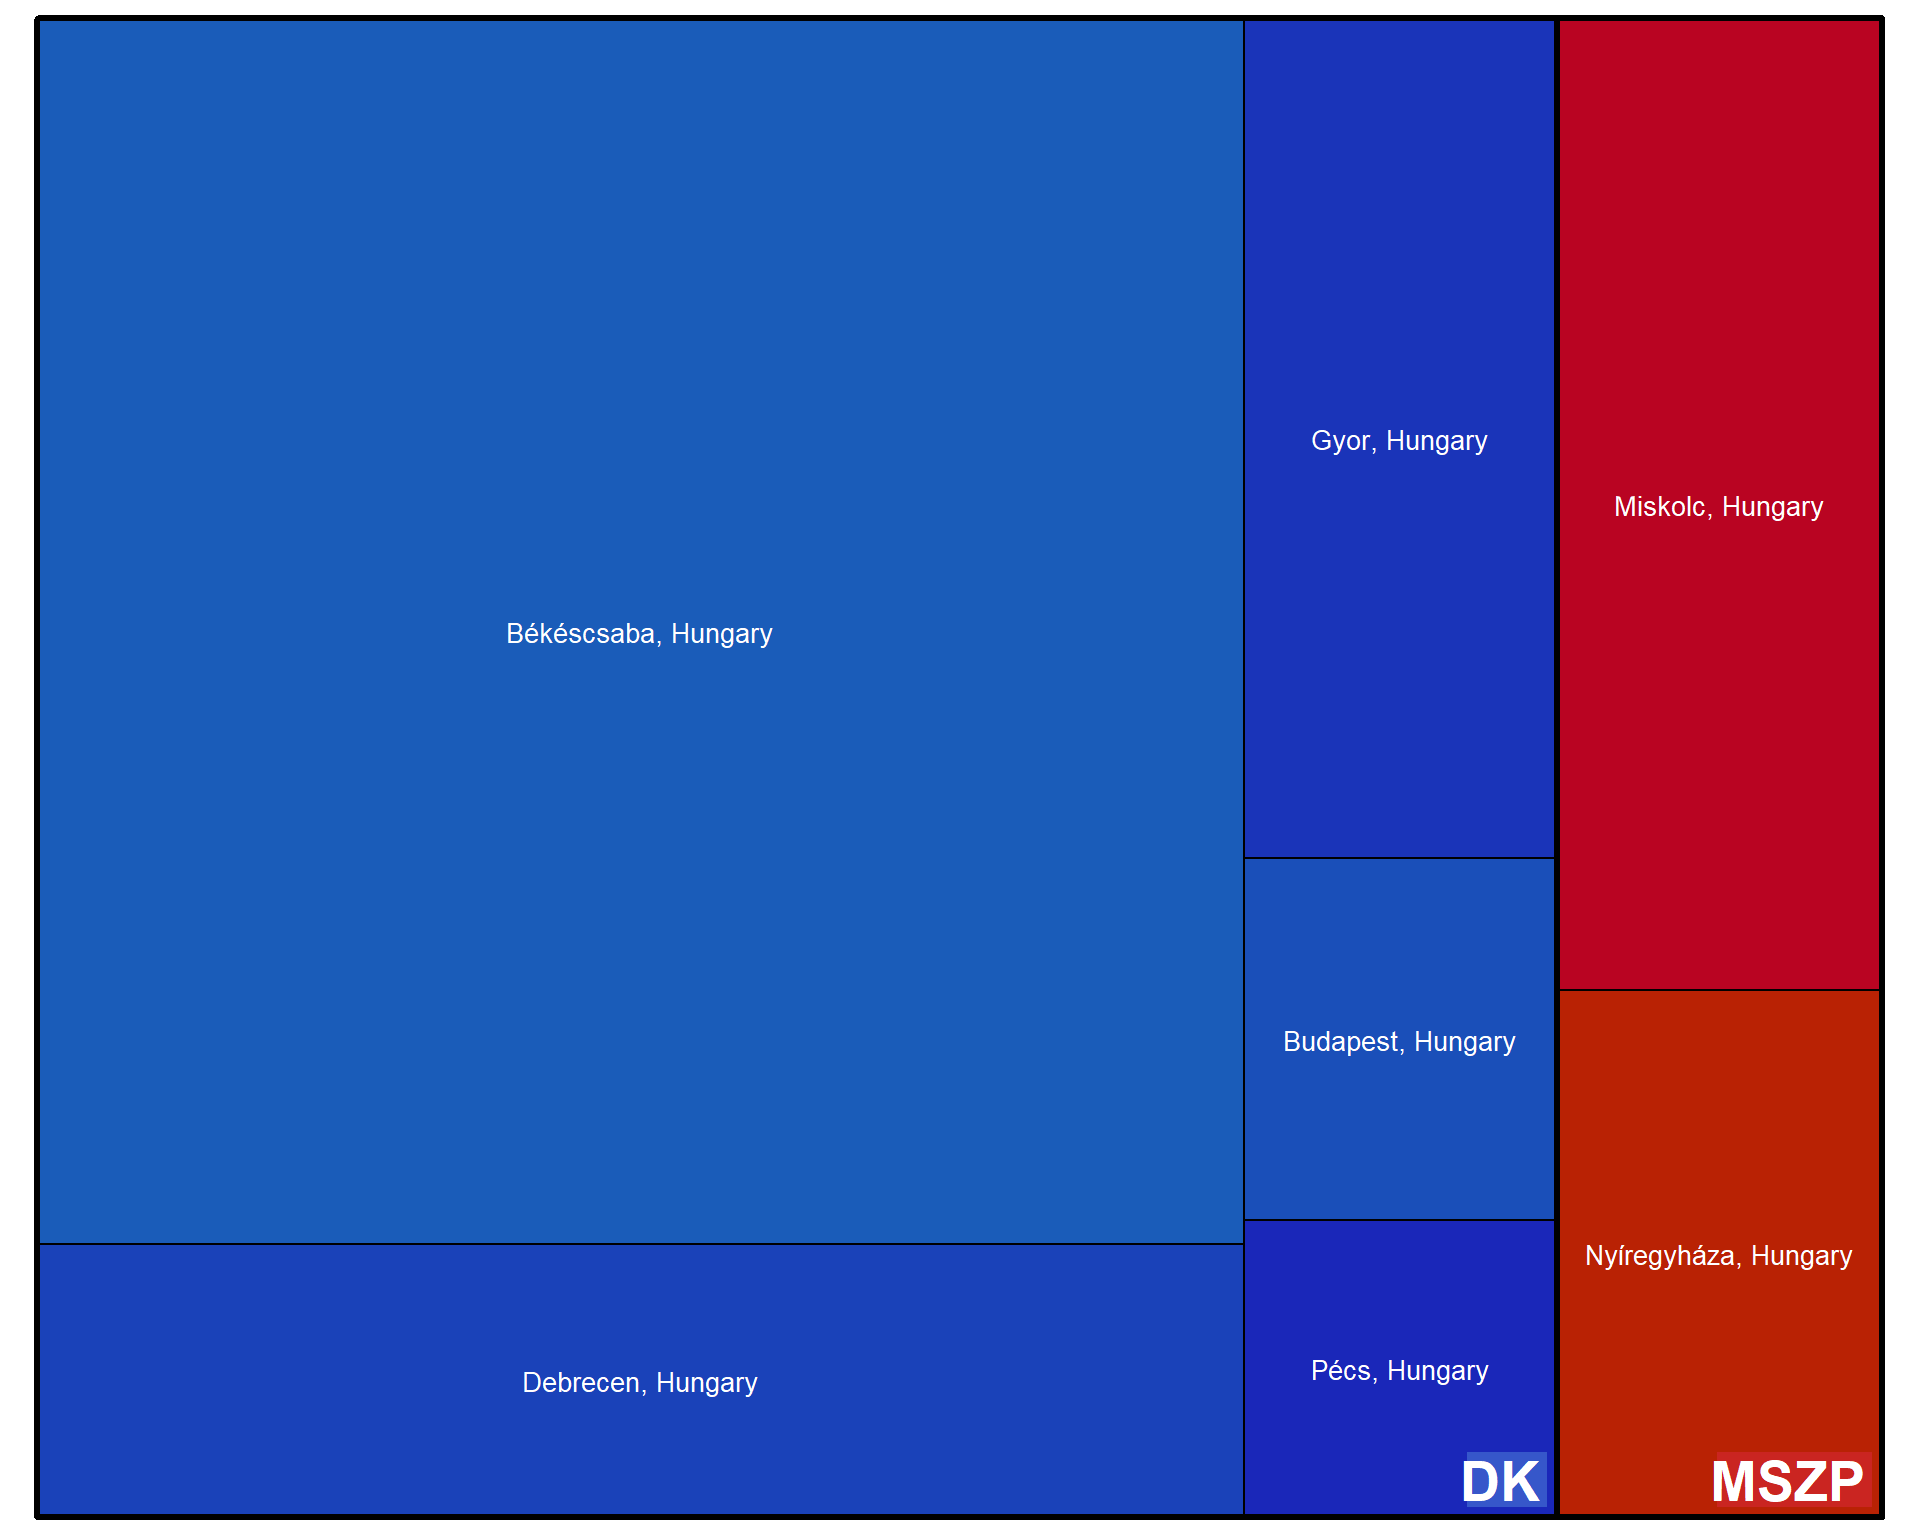 Békéscsaba, Hungary
Debrecen, Hungary
Gyor, Hungary
Budapest, Hungary
Pécs, Hungary
DK
Miskolc, Hungary
Nyíregyháza, Hungary
MSZP